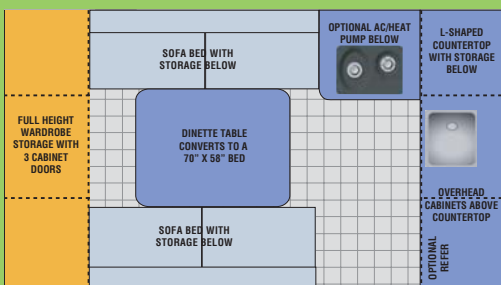 SOFA BED WITH
STORAGE BELOW
OPTIONAL AC/HEAT
PUMP BELOW
L-SHAPED
COUNTERTOP
WITH STORAGE
BELOW
FULL HEIGHT
WARDROBE
STORAGE WITH
3 CABINET
DOORS
DINETTE TABLE
CONVERTS TO A
70" X 58" BED
OVERHEAD
CABINETS ABOVE
COUNTERTOP
SOFA BED WITH
STORAGE BELOW
OPTIONAL
REFER